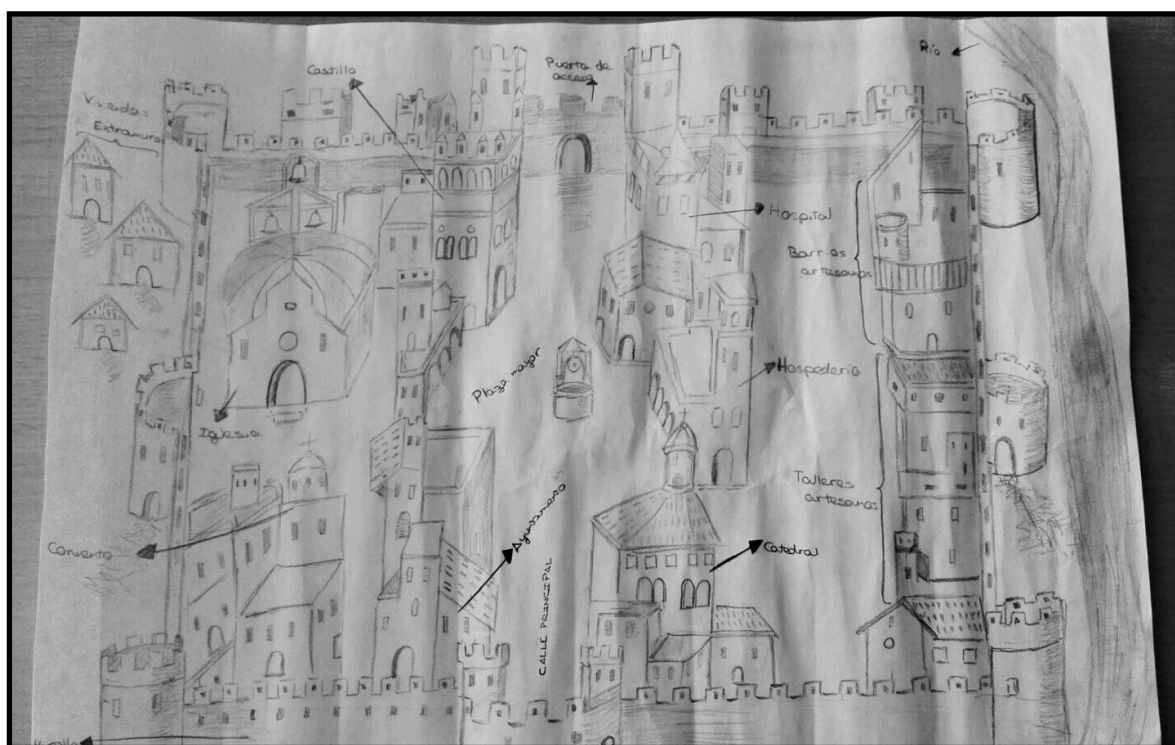 Río
Puerta de
acceso
Castillo
Viviendas
Extramuros
Hospital
Barrios
artesanos
Plaza mayor
Hospedería
Iglesia
Talleres
artesanos
Ayuntamiento
Convento
Catedral
CALLE PRINCIPAL